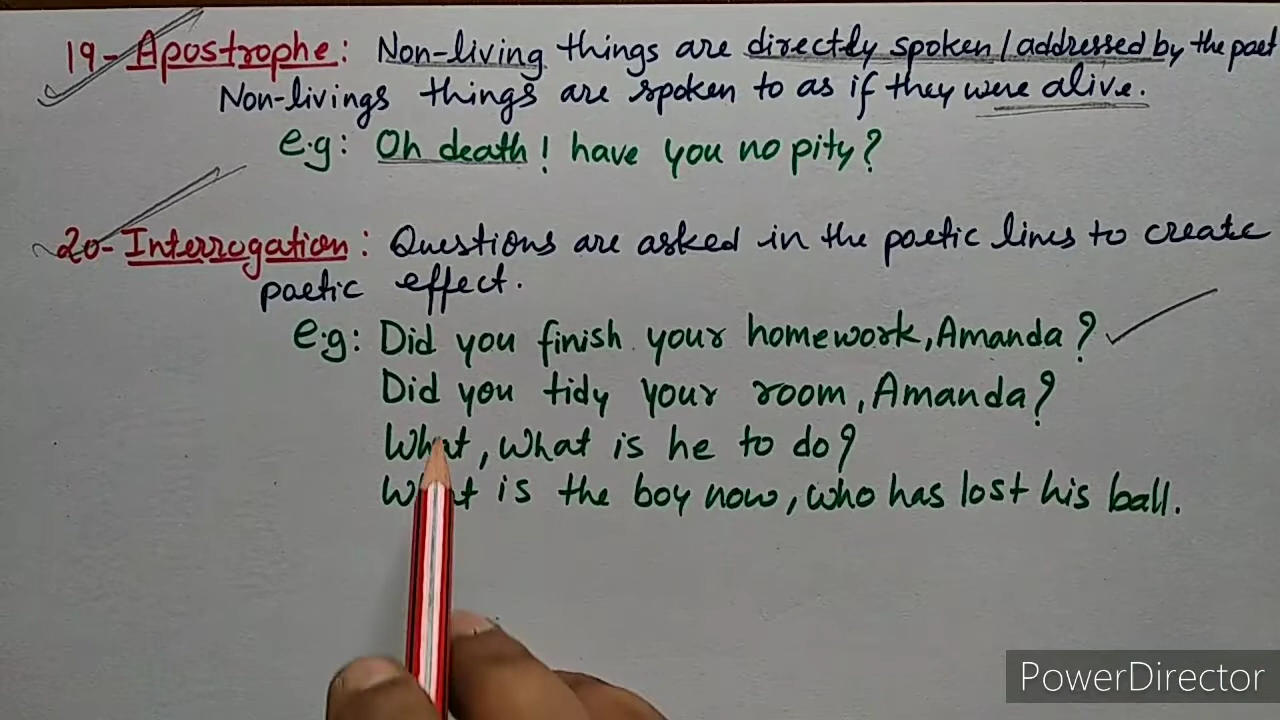 19- Apostrophe: Non-living things are directly spoken/addressed by the poet
Non-livings things are spoken to as if they were alive.
e.g: Oh death! have you no pity?
20- Interrogation: Questions are asked in the poetic lines to create
poetic effect.
e.g: Did you finish your homework, Amanda?
Did you tidy your room, Amanda?
What, what is he to do?
What is the boy now, who has lost his ball.
PowerDirector